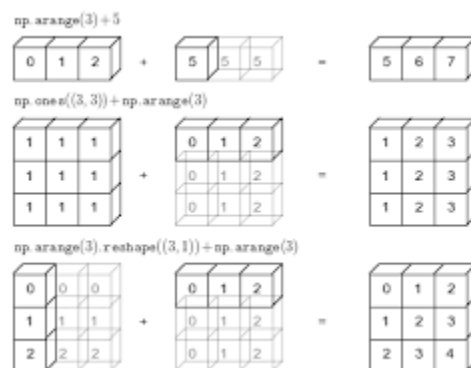 np.arange(3)+5
0 1 2 + 5 5 5 = 5 6 7
np.ones((3,3))+np.arange(3)
1 1 1 0 1 2 1 2 3
1 1 1 + 0 1 2 = 1 2 3
1 1 1 0 1 2 1 2 3
np.arange(3).reshape((3,1))+np.arange(3)
0 0 0 0 1 2 0 1 2
1 1 1 + 0 1 2 = 1 2 3
2 2 2 0 1 2 2 3 4